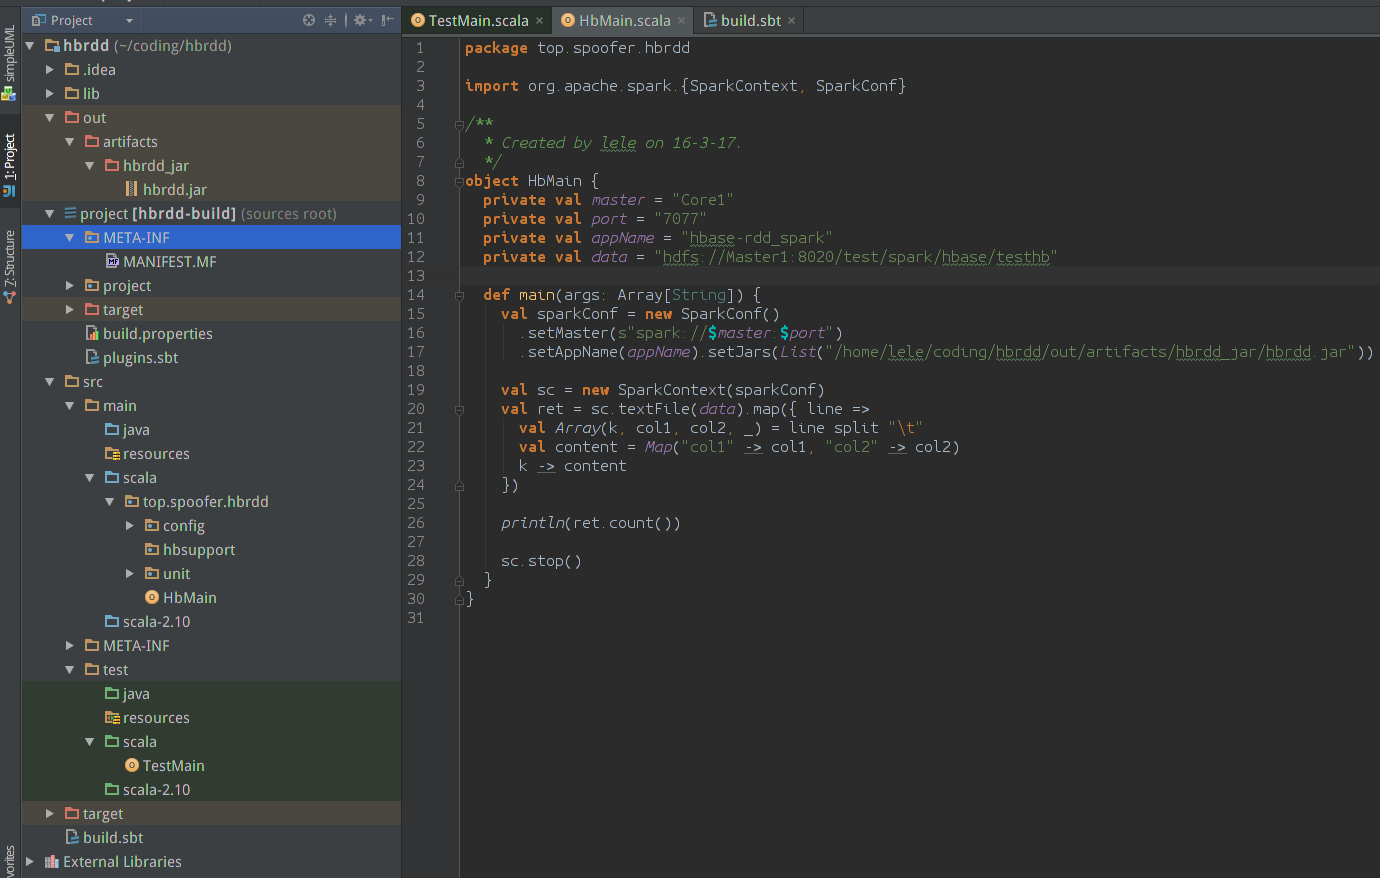 Project
TestMain.scala
HbMain.scala
build.sbt
simpleUML
1: Project
7: Structure
vorites
hbrdd (~/coding/hbrdd)
.idea
lib
out
artifacts
hbrdd_jar
hbrdd.jar
project [hbrdd-build] (sources root)
META-INF
MANIFEST.MF
project
target
build.properties
plugins.sbt
src
main
java
resources
scala
top.spoofer.hbrdd
config
hbsupport
unit
HbMain
scala-2.10
META-INF
test
java
resources
scala
TestMain
scala-2.10
target
build.sbt
External Libraries
1 package top.spoofer.hbrdd
2
3 import org.apache.spark.{SparkContext, SparkConf}
4
5 /**
6 * Created by lele on 16-3-17.
7 */
8 object HbMain {
9 private val master = "Core1"
10 private val port = "7077"
11 private val appName = "hbase-rdd_spark"
12 private val data = "hdfs://Master1:8020/test/spark/hbase/testhb"
13
14 def main(args: Array[String]) {
15 val sparkConf = new SparkConf()
16 .setMaster(s"spark://$master:$port")
17 .setAppName(appName).setJars(List("/home/lele/coding/hbrdd/out/artifacts/hbrdd_jar/hbrdd.jar"))
18
19 val sc = new SparkContext(sparkConf)
20 val ret = sc.textFile(data).map({ line =>
21 val Array(k, col1, col2, _) = line split "\t"
22 val content = Map("col1" -> col1, "col2" -> col2)
23 k -> content
24 })
25
26 println(ret.count())
27
28 sc.stop()
29 }
30 }
31